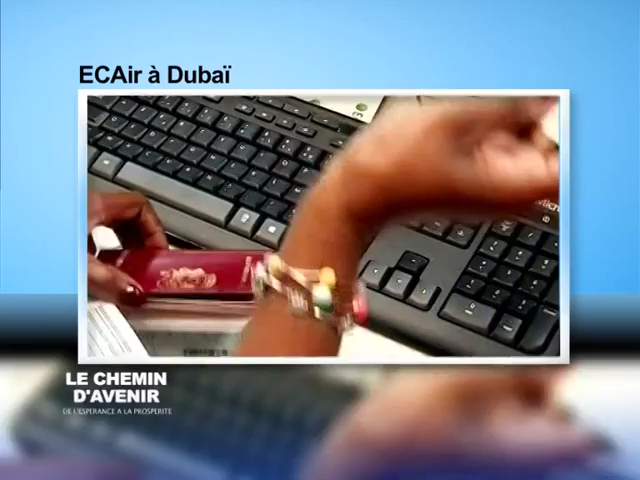 ECAir à Dubaï
LE CHEMIN
D'AVENIR
DE L'ESPERANCE A LA PROSPERITE